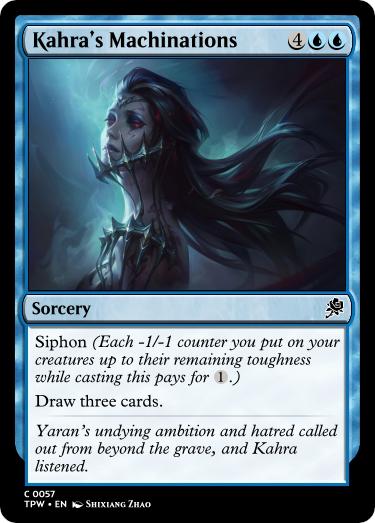 Kahra's Machinations 4
Sorcery
Siphon (Each -1/-1 counter you put on your
creatures up to their remaining toughness
while casting this pays for 1.)
Draw three cards.
Yaran's undying ambition and hatred called
out from beyond the grave, and Kahra
listened.
C 0057
TPW • EN SHIXIANG ZHAO